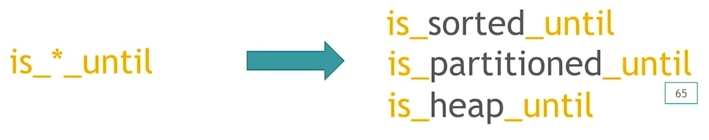 is_*_until
is_sorted_until
is_partitioned_until
is_heap_until
65